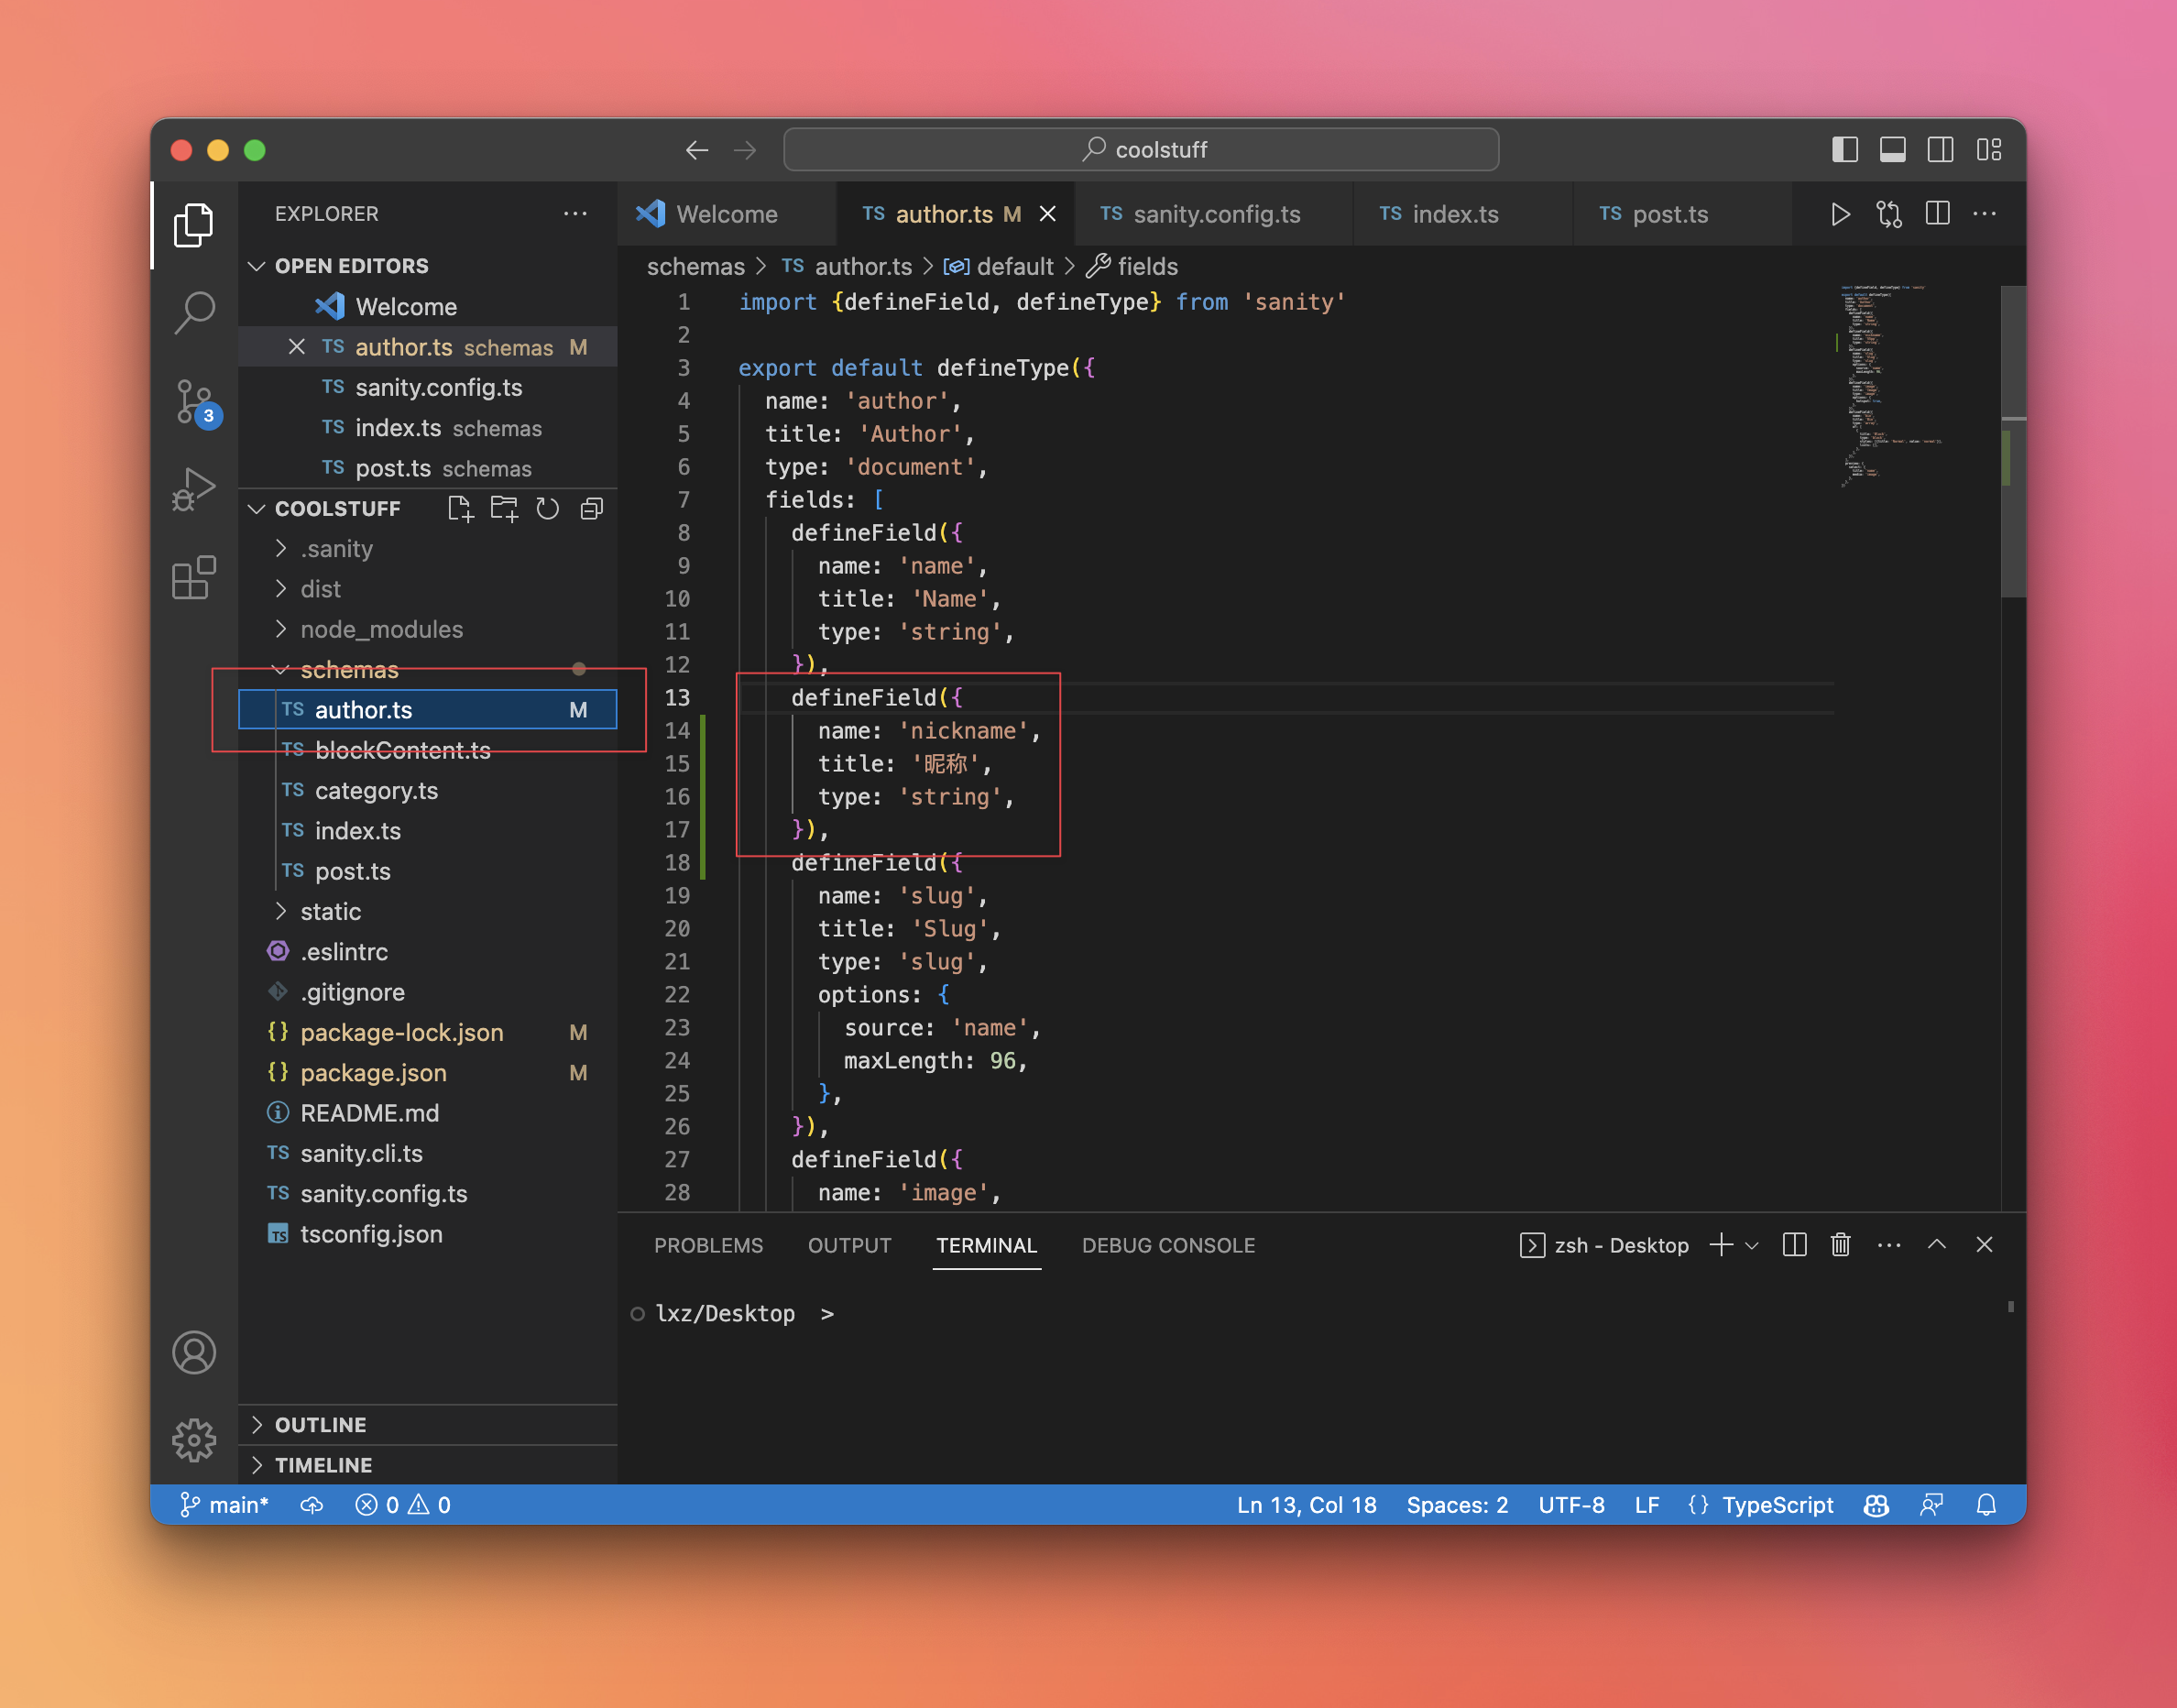 coolstuff
EXPLORER
OPEN EDITORS
Welcome
TS author.ts schemas M
TS sanity.config.ts
TS index.ts schemas
TS post.ts schemas
COOLSTUFF
.sanity
dist
node_modules
schemas
TS author.ts M
TS blockContent.ts
TS category.ts
TS index.ts
TS post.ts
static
.eslintrc
.gitignore
{} package-lock.json M
{} package.json M
README.md
TS sanity.cli.ts
TS sanity.config.ts
TS tsconfig.json
OUTLINE
TIMELINE
3
Welcome
TS author.ts M
TS sanity.config.ts
TS index.ts
TS post.ts
schemas > TS author.ts > default > fields
1 import {defineField, defineType} from 'sanity'
2
3 export default defineType({
4 name: 'author',
5 title: 'Author',
6 type: 'document',
7 fields: [
8 defineField({
9 name: 'name',
10 title: 'Name',
11 type: 'string',
12 }),
13 defineField({
14 name: 'nickname',
15 title: '昵称',
16 type: 'string',
17 }),
18 defineField({
19 name: 'slug',
20 title: 'Slug',
21 type: 'slug',
22 options: {
23 source: 'name',
24 maxLength: 96,
25 },
26 }),
27 defineField({
28 name: 'image',
PROBLEMS OUTPUT TERMINAL DEBUG CONSOLE
zsh - Desktop
lxz/Desktop >
main* 0 0
Ln 13, Col 18 Spaces: 2 UTF-8 LF {} TypeScript